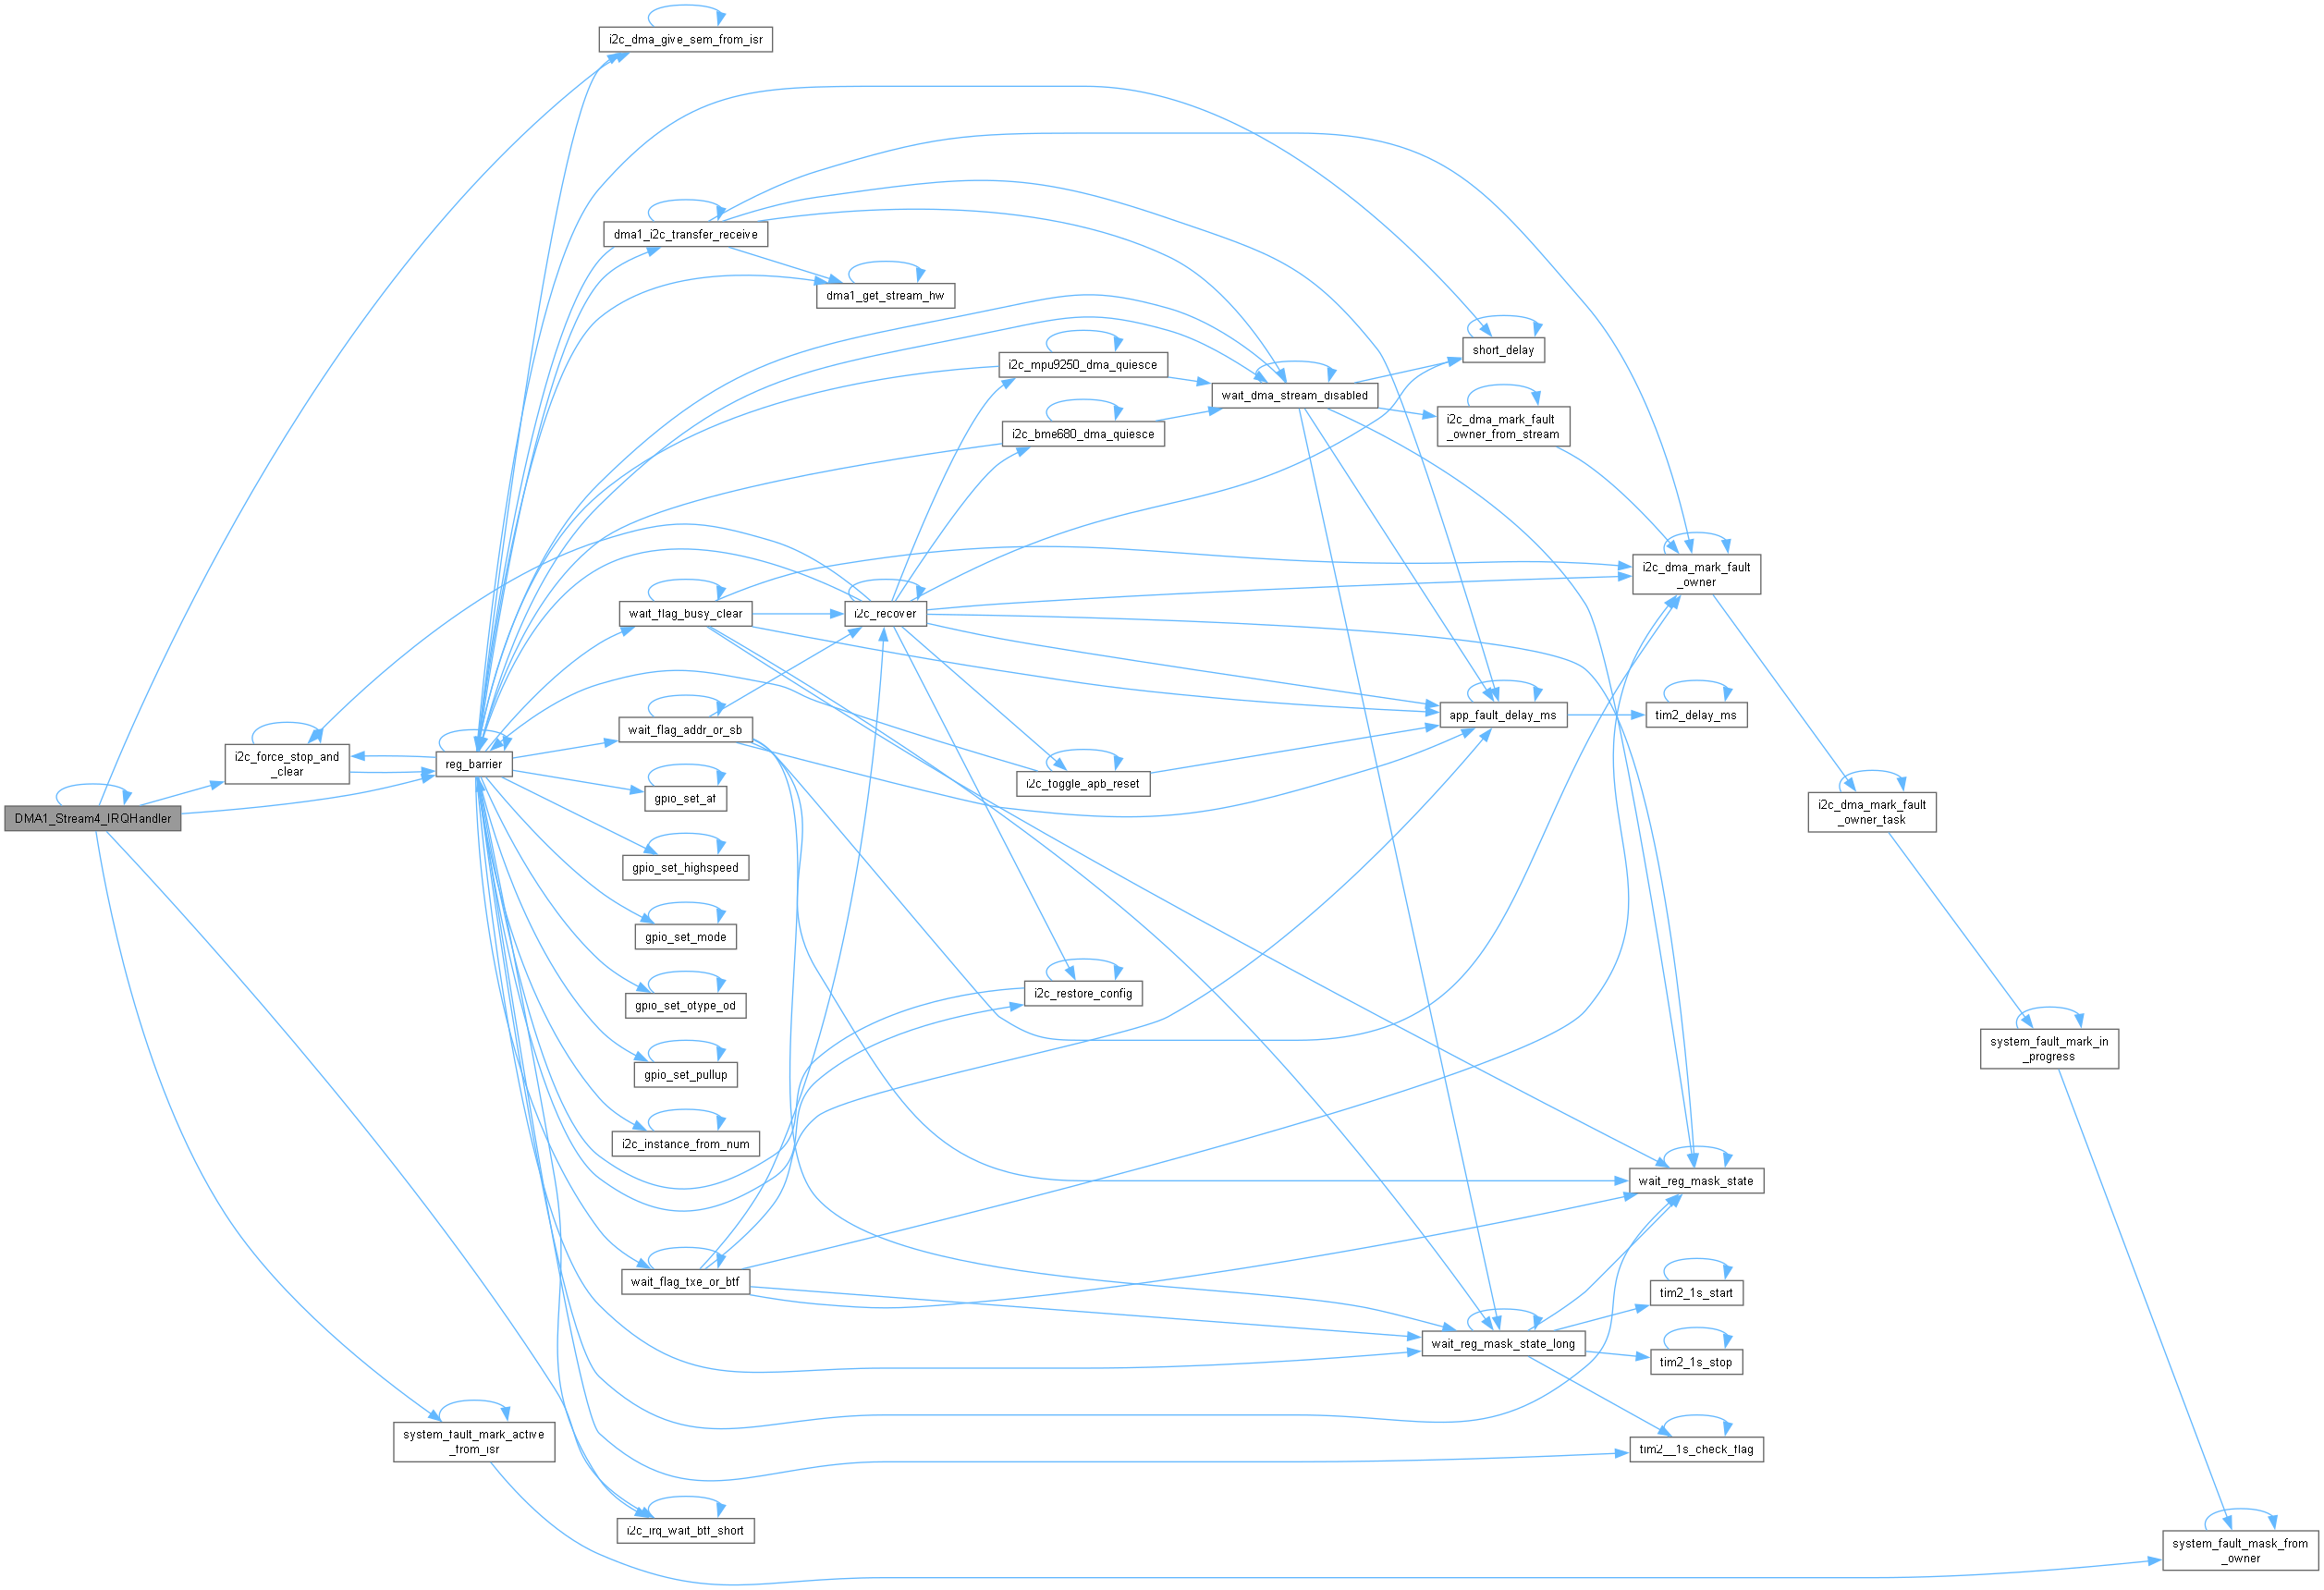 i2c_dma_give_sem_from_isr
dma1_i2c_transfer_receive
dma1_get_stream_hw
short_delay
i2c_mpu9250_dma_quiesce
wait_dma_stream_disabled
i2c_dma_mark_fault
_owner_from_stream
i2c_bme680_dma_quiesce
i2c_dma_mark_fault
_owner
wait_flag_busy_clear
i2c_recover
app_fault_delay_ms
tim2_delay_ms
wait_flag_addr_or_sb
i2c_force_stop_and
_clear
reg_barrier
i2c_toggle_apb_reset
gpio_set_af
DMA1_Stream4_IRQHandler
i2c_dma_mark_fault
_owner_task
gpio_set_highspeed
gpio_set_mode
i2c_restore_config
gpio_set_otype_od
system_fault_mark_in
_progress
gpio_set_pullup
i2c_instance_from_num
wait_reg_mask_state
wait_flag_txe_or_btf
tim2_1s_start
wait_reg_mask_state_long
tim2_1s_stop
system_fault_mark_active
_from_isr
tim2__1s_check_flag
i2c_irq_wait_btf_short
system_fault_mask_from
_owner